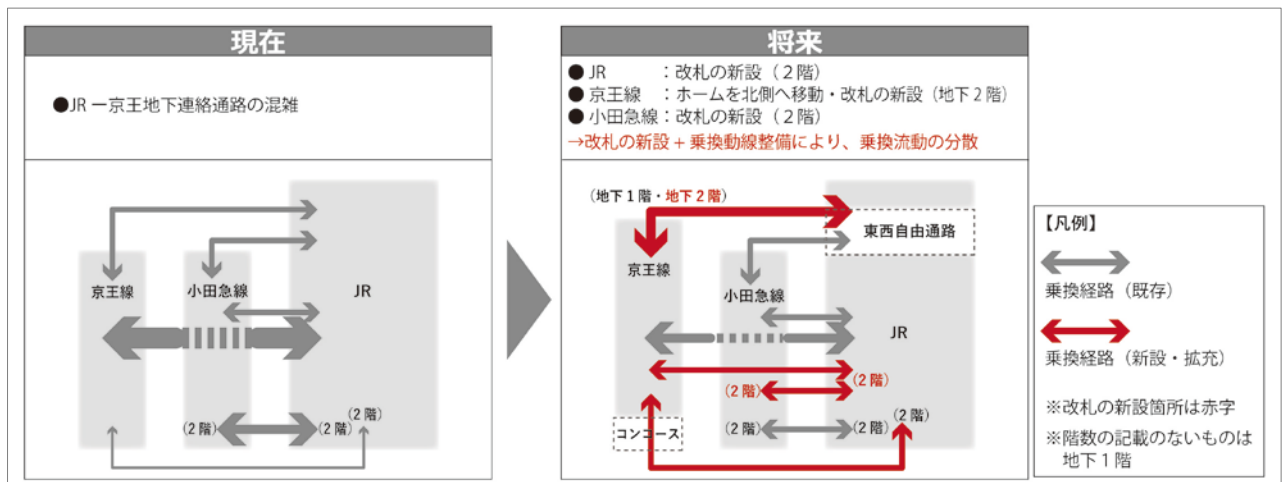 現在
●JR ー京王地下連絡通路の混雑
京王線
小田急線
JR
(2 階)
(2 階)
(2 階)
将来
● JR ：改札の新設（２階）
● 京王線 ：ホームを北側へ移動・改札の新設（地下２階）
● 小田急線：改札の新設（２階）
→改札の新設 + 乗換動線整備により、乗換流動の分散
(地下１階・地下２階)
東西自由通路
京王線
小田急線
JR
(2 階)
(2 階)
(2 階)
(2 階)
(2 階)
コンコース
【凡例】
乗換経路（既存）
乗換経路（新設・拡充）
※改札の新設箇所は赤字
※階数の記載のないものは
地下１階